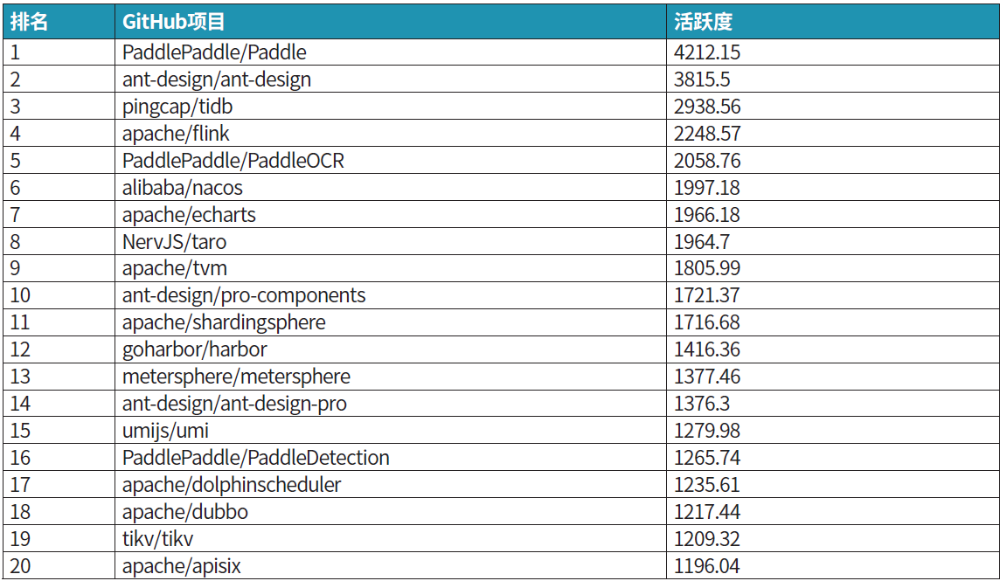 排名 GitHub项目 活跃度
1 PaddlePaddle/Paddle 4212.15
2 ant-design/ant-design 3815.5
3 pingcap/tidb 2938.56
4 apache/flink 2248.57
5 PaddlePaddle/PaddleOCR 2058.76
6 alibaba/nacos 1997.18
7 apache/echarts 1966.18
8 NervJS/taro 1964.7
9 apache/tvm 1805.99
10 ant-design/pro-components 1721.37
11 apache/shardingsphere 1716.68
12 goharbor/harbor 1416.36
13 metersphere/metersphere 1377.46
14 ant-design/ant-design-pro 1376.3
15 umijs/umi 1279.98
16 PaddlePaddle/PaddleDetection 1265.74
17 apache/dolphinscheduler 1235.61
18 apache/dubbo 1217.44
19 tikv/tikv 1209.32
20 apache/apisix 1196.04